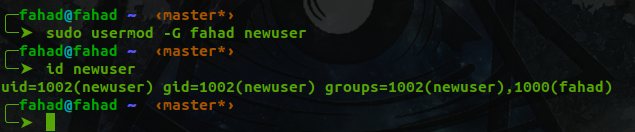 ╭─fahad@fahad ~ ‹master*›
╰─➤ sudo usermod -G fahad newuser
╭─fahad@fahad ~ ‹master*›
╰─➤ id newuser
uid=1002(newuser) gid=1002(newuser) groups=1002(newuser),1000(fahad)
╭─fahad@fahad ~ ‹master*›
╰─➤